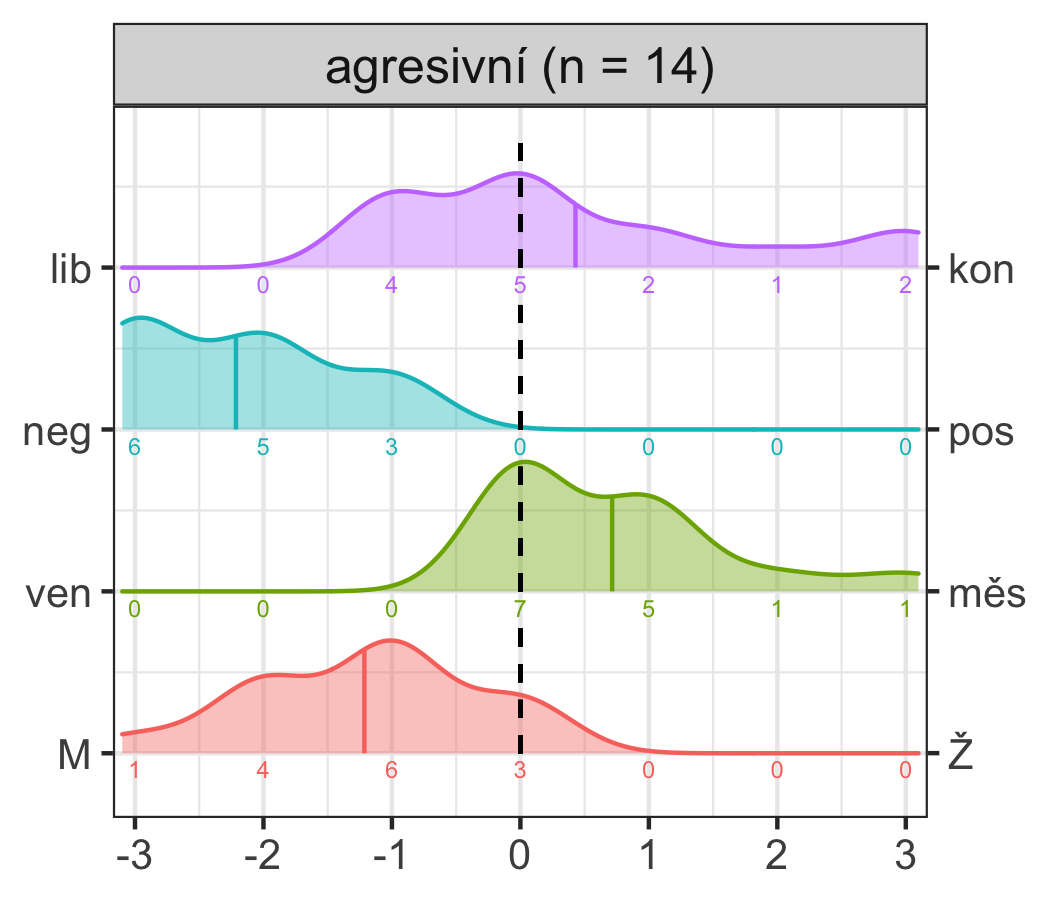 agresivní (n = 14)
lib kon
0 0 4 5 2 1 2
neg pos
6 5 3 0 0 0 0
ven měs
0 0 0 7 5 1 1
M Ž
1 4 6 3 0 0 0
-3 -2 -1 0 1 2 3